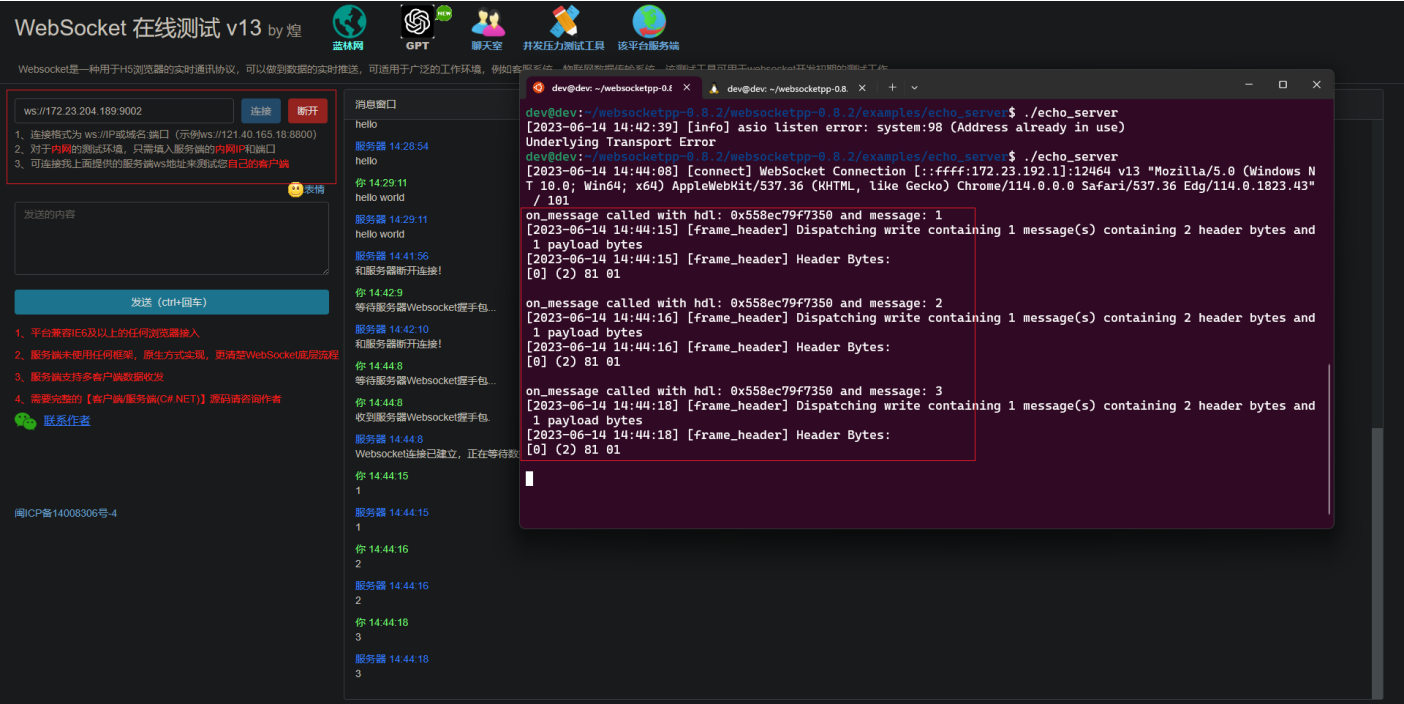 WebSocket 在线测试 v13 by 煌
蓝林网
GPT
NEW
聊天室
并发压力测试工具
该平台服务端
Websocket是一种用于H5浏览器的实时通讯协议，可以做到数据的实时推送，可适用于广泛的工作环境，例如客服系统、物联网数据传输系统，该测试工具可用于websocket开发初期的测试工作
ws://172.23.204.189:9002
连接
断开
1、连接格式为 ws://IP或域名:端口（示例ws://121.40.165.18:8800）
2、对于内网的测试环境，只需填入服务端的内网IP和端口
3、可连接我上面提供的服务端ws地址来测试您自己的客户端
表情
发送的内容
发送（ctrl+回车）
1、平台兼容IE6及以上的任何浏览器接入
2、服务端未使用任何框架，原生方式实现，更清楚WebSocket底层流程
3、服务端支持多客户端数据收发
4、需要完整的【客户端/服务端(C#.NET)】源码请咨询作者
联系作者
闽ICP备14008306号-4
消息窗口
hello
服务器 14:28:54
hello
你 14:29:11
hello world
服务器 14:29:11
hello world
服务器 14:41:56
和服务器断开连接！
你 14:42:9
等待服务器Websocket握手包...
服务器 14:42:10
和服务器断开连接！
你 14:44:8
等待服务器Websocket握手包...
你 14:44:8
收到服务器Websocket握手包.
服务器 14:44:8
Websocket连接已建立，正在等待数
你 14:44:15
1
服务器 14:44:15
1
你 14:44:16
2
服务器 14:44:16
2
你 14:44:18
3
服务器 14:44:18
3
dev@dev: ~/websocketpp-0.8
dev@dev: ~/websocketpp-0.8.
dev@dev:~/websocketpp-0.8.2/websocketpp-0.8.2/examples/echo_server$ ./echo_server
[2023-06-14 14:42:39] [info] asio listen error: system:98 (Address already in use)
Underlying Transport Error
dev@dev:~/websocketpp-0.8.2/websocketpp-0.8.2/examples/echo_server$ ./echo_server
[2023-06-14 14:44:08] [connect] WebSocket Connection [::ffff:172.23.192.1]:12464 v13 "Mozilla/5.0 (Windows N
T 10.0; Win64; x64) AppleWebKit/537.36 (KHTML, like Gecko) Chrome/114.0.0.0 Safari/537.36 Edg/114.0.1823.43"
/ 101
on_message called with hdl: 0x558ec79f7350 and message: 1
[2023-06-14 14:44:15] [frame_header] Dispatching write containing 1 message(s) containing 2 header bytes and
1 payload bytes
[2023-06-14 14:44:15] [frame_header] Header Bytes:
[0] (2) 81 01
on_message called with hdl: 0x558ec79f7350 and message: 2
[2023-06-14 14:44:16] [frame_header] Dispatching write containing 1 message(s) containing 2 header bytes and
1 payload bytes
[2023-06-14 14:44:16] [frame_header] Header Bytes:
[0] (2) 81 01
on_message called with hdl: 0x558ec79f7350 and message: 3
[2023-06-14 14:44:18] [frame_header] Dispatching write containing 1 message(s) containing 2 header bytes and
1 payload bytes
[2023-06-14 14:44:18] [frame_header] Header Bytes:
[0] (2) 81 01